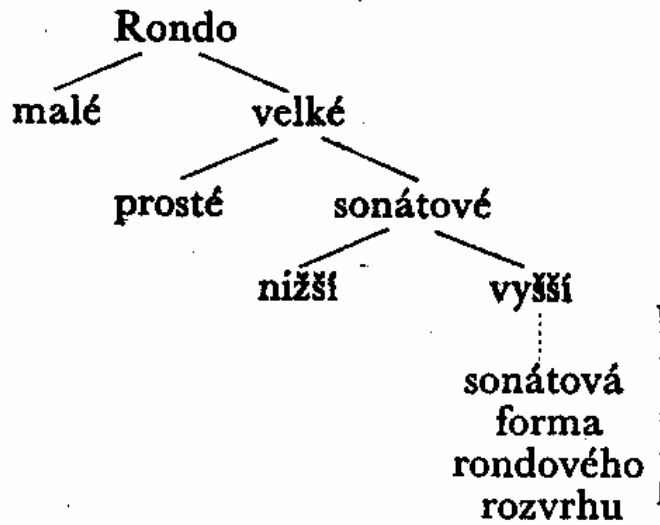 Rondo
malé velké
prosté sonátové
nižší vyšší
sonátová
forma
rondového
rozvrhu